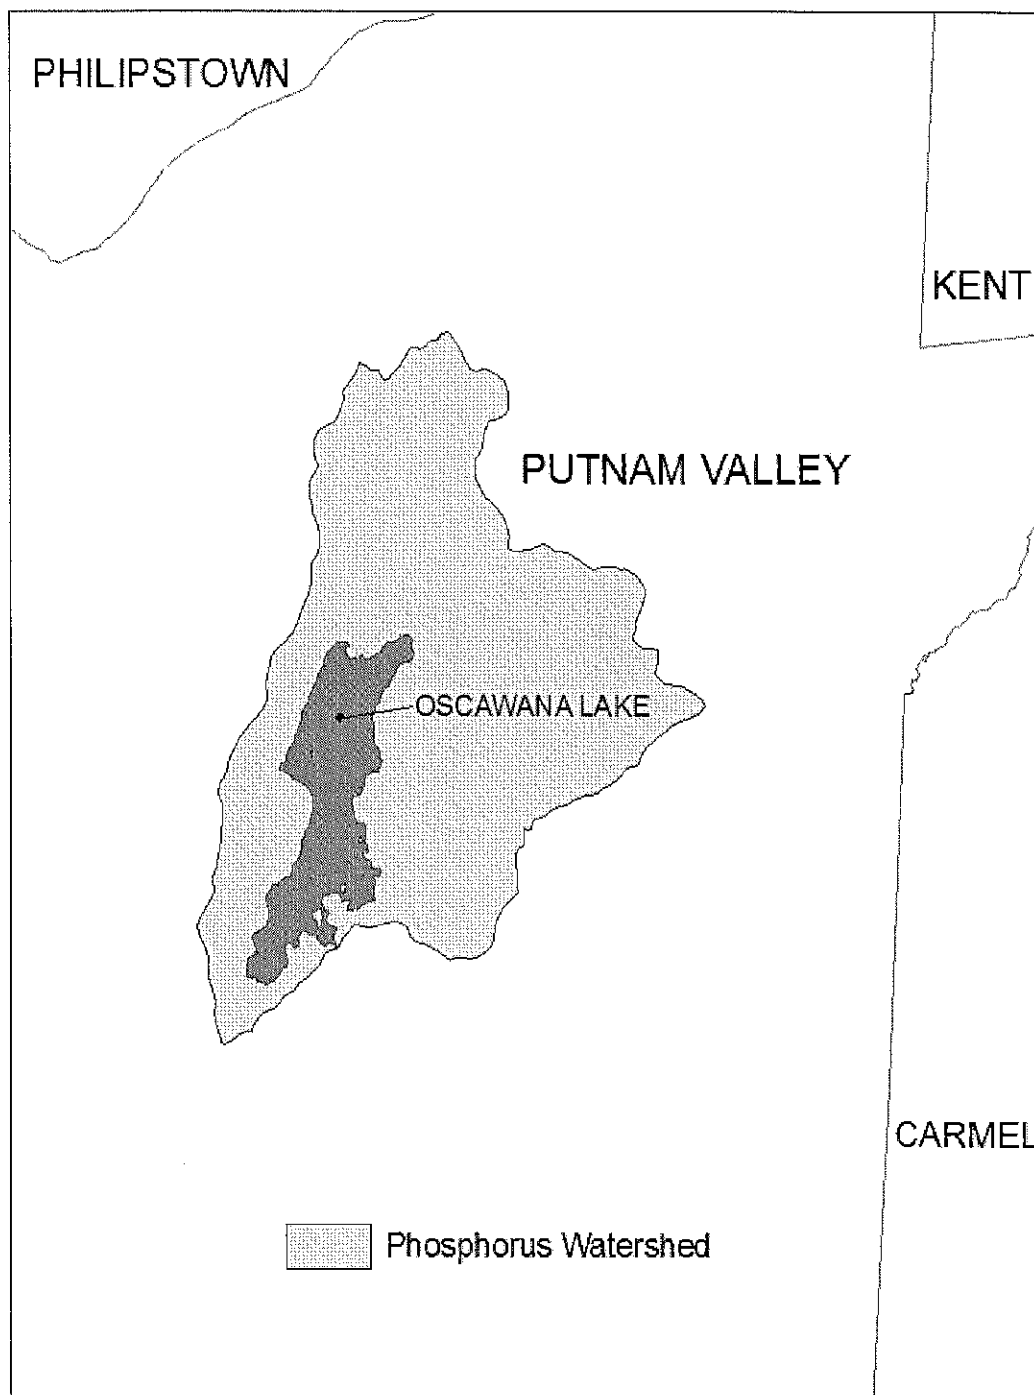 PHILIPSTOWN
KENT
PUTNAM VALLEY
OSCAWANA LAKE
CARMEL
Phosphorus Watershed